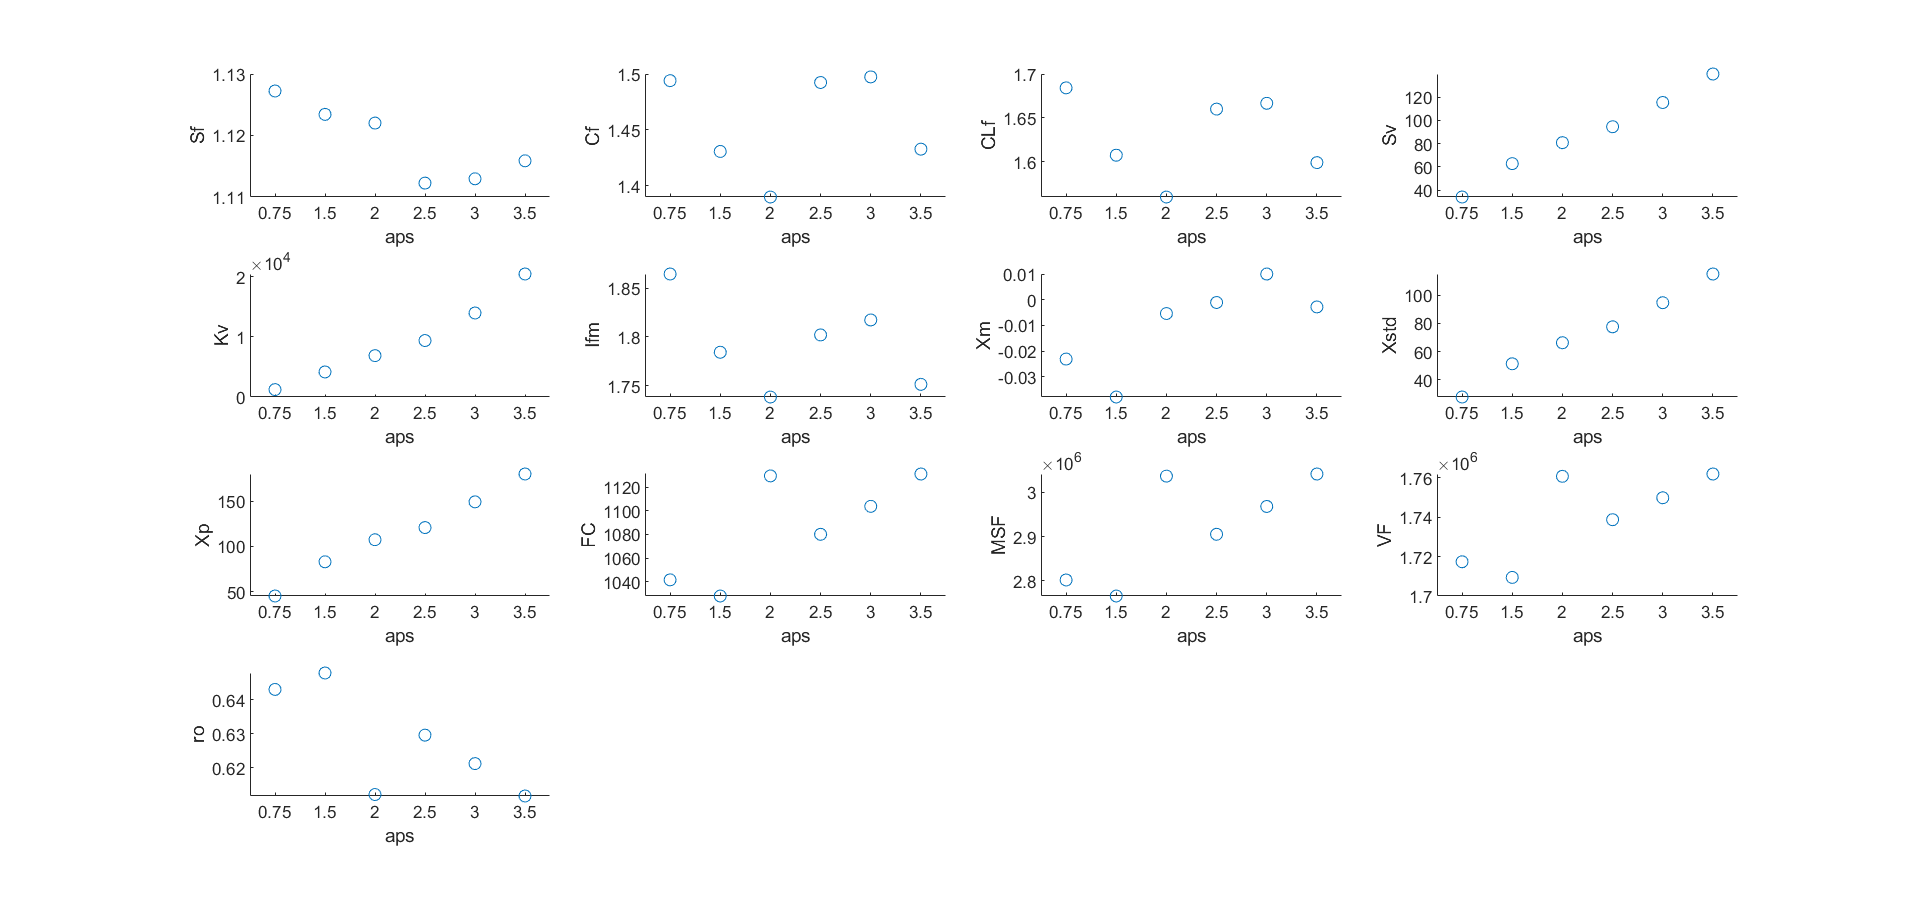 Sf
1.13
1.12
1.11
0.75 1.5 2 2.5 3 3.5
aps
Cf
1.5
1.45
1.4
0.75 1.5 2 2.5 3 3.5
aps
CLf
1.7
1.65
1.6
0.75 1.5 2 2.5 3 3.5
aps
Sv
120
100
80
60
40
0.75 1.5 2 2.5 3 3.5
aps
×10^4
Kv
2
1
0
0.75 1.5 2 2.5 3 3.5
aps
1.85
1.8
1.75
0.75 1.5 2 2.5 3 3.5
aps
Xm
0.01
0
-0.01
-0.02
-0.03
0.75 1.5 2 2.5 3 3.5
aps
Xstd
100
80
60
40
0.75 1.5 2 2.5 3 3.5
aps
Xp
150
100
50
0.75 1.5 2 2.5 3 3.5
aps
FC
1120
1100
1080
1060
1040
0.75 1.5 2 2.5 3 3.5
aps
×10^6
MSF
3
2.9
2.8
0.75 1.5 2 2.5 3 3.5
aps
×10^6
VF
1.76
1.74
1.72
1.7
0.75 1.5 2 2.5 3 3.5
aps
ro
0.64
0.63
0.62
0.75 1.5 2 2.5 3 3.5
aps